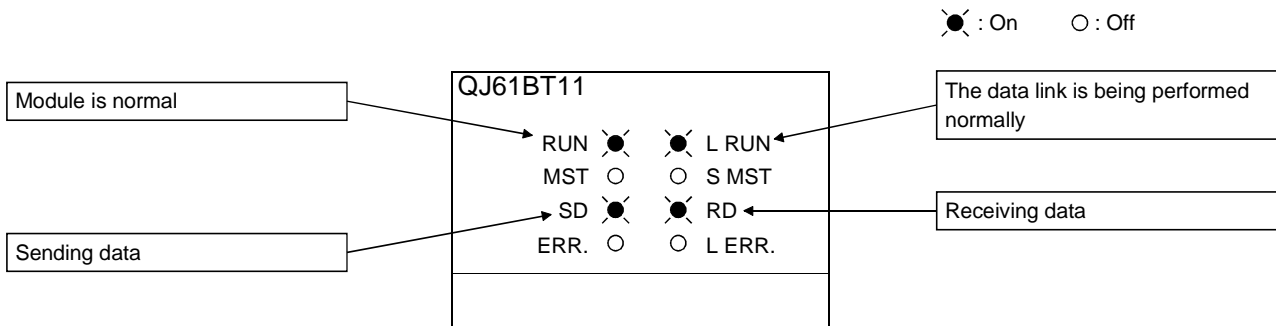 : On : Off
QJ61BT11
Module is normal
The data link is being performed
normally
RUN L RUN
MST S MST
SD RD
ERR. L ERR.
Sending data
Receiving data